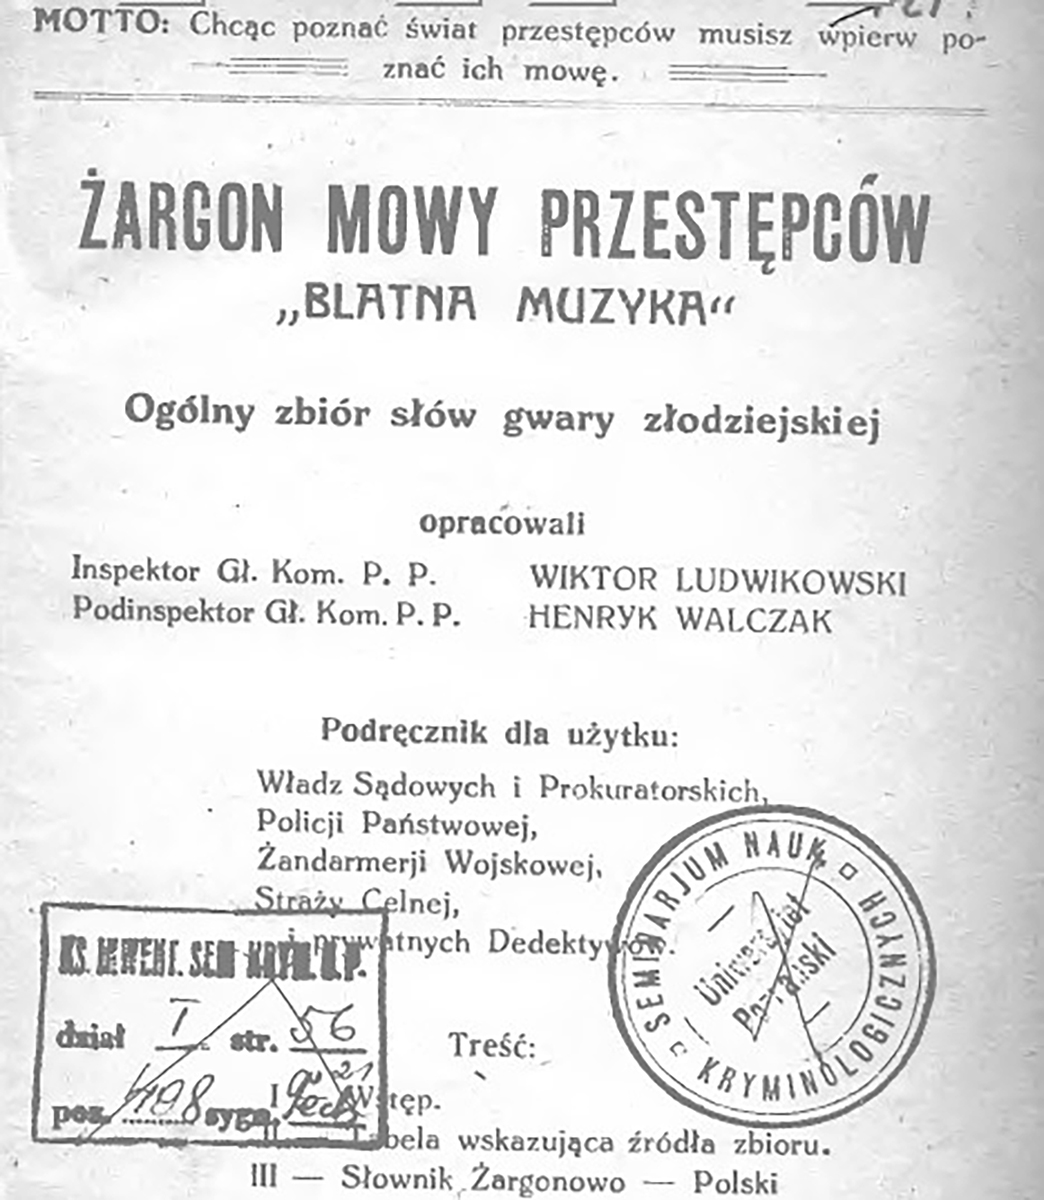 MOTTO: Chcąc poznać świat przestępców musisz wpierw po-
znać ich mowę.
ŻARGON MOWY PRZESTĘPCÓW
„BLATNA MUZYKA“
Ogólny zbiór słów gwary złodziejskiej
opracowali
Inspektor Gł. Kom. P. P. WIKTOR LUDWIKOWSKI
Podinspektor Gł. Kom. P. P. HENRYK WALCZAK
Podręcznik dla użytku:
Władz Sądowych i Prokuratorskich,
Policji Państwowej,
Żandarmerji Wojskowej,
Straży Celnej,
i prywatnych Dedektywów.
SEMINARJUM NAUK KRYMINOLOGICZNYCH
Uniwersytet
Poznański
dział I str. 56
poz. 498 sygn.
Treść:
Wstęp.
Tabela wskazująca źródła zbioru.
III — Słownik Żargonowo — Polski